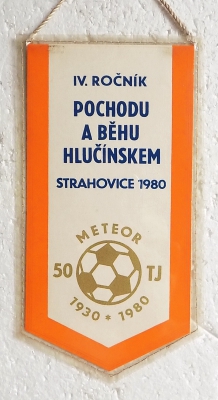 IV. ROČNÍK
POCHODU
A BĚHU
HLUČÍNSKEM
STRAHOVICE 1980
METEOR
50 TJ
1930 * 1980